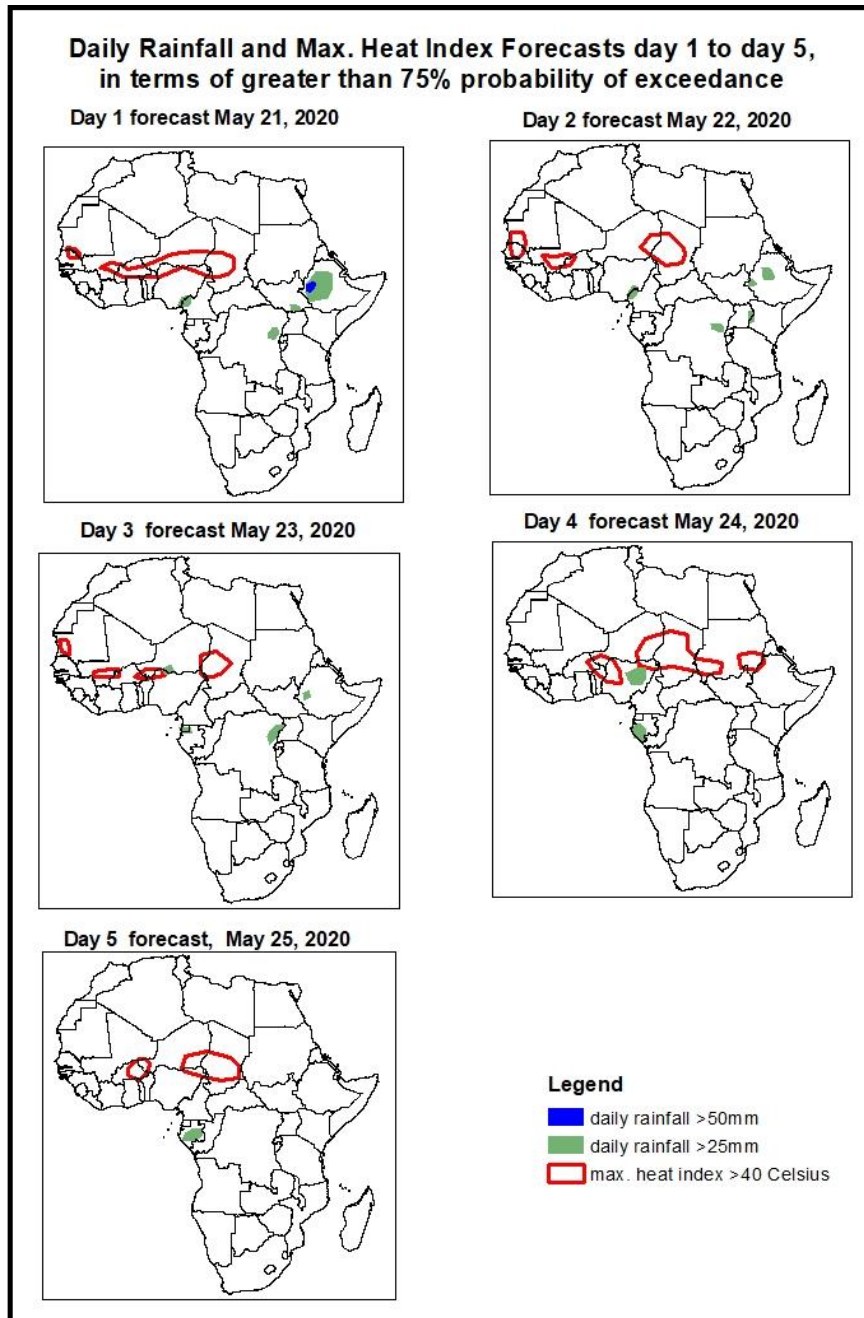 Daily Rainfall and Max. Heat Index Forecasts day 1 to day 5,
in terms of greater than 75% probability of exceedance
Day 1 forecast May 21, 2020
Day 2 forecast May 22, 2020
Day 3 forecast May 23, 2020
Day 4 forecast May 24, 2020
Day 5 forecast, May 25, 2020
Legend
daily rainfall >50mm
daily rainfall >25mm
max. heat index >40 Celsius